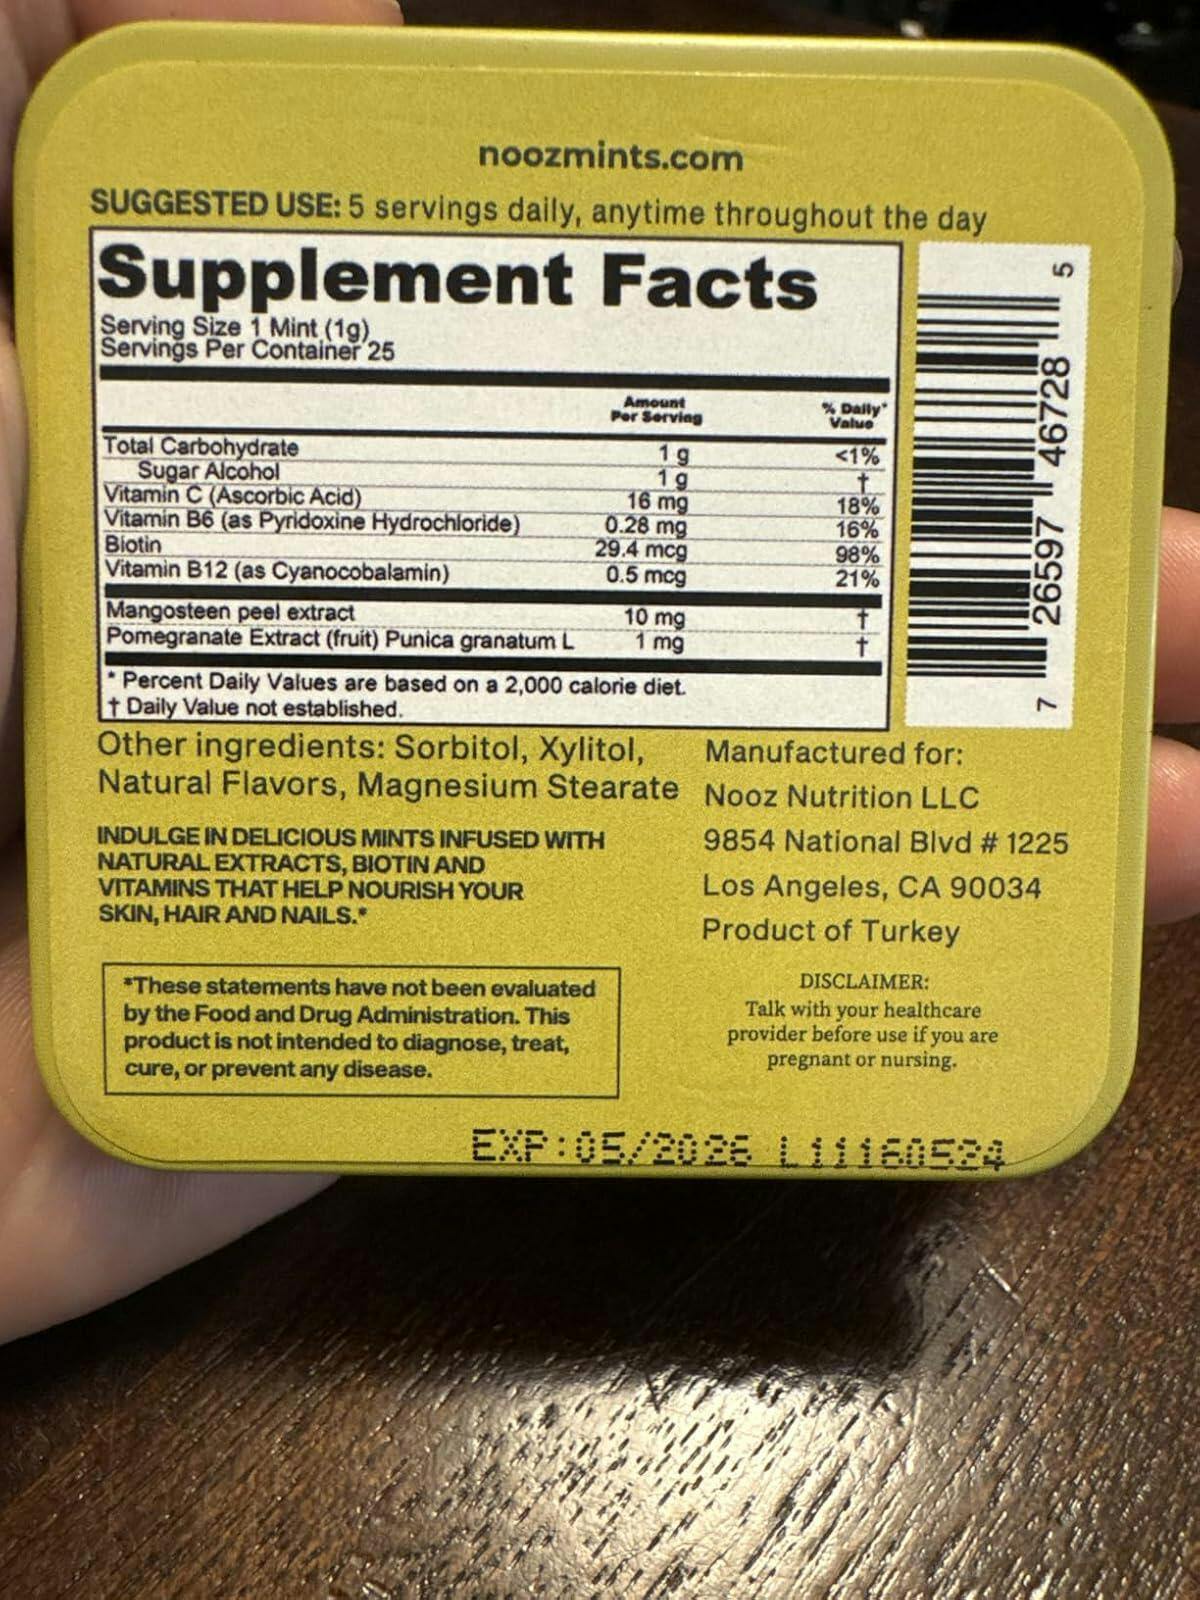 noozmints.com
SUGGESTED USE: 5 servings daily, anytime throughout the day
Supplement Facts
Serving Size 1 Mint (1g)
Servings Per Container 25
Amount Per Serving % Daily* Value
Total Carbohydrate 1 g <1%
Sugar Alcohol 1 g †
Vitamin C (Ascorbic Acid) 16 mg 18%
Vitamin B6 (as Pyridoxine Hydrochloride) 0.28 mg 16%
Biotin 29.4 mcg 98%
Vitamin B12 (as Cyanocobalamin) 0.5 mcg 21%
Mangosteen peel extract 10 mg †
Pomegranate Extract (fruit) Punica granatum L 1 mg †
* Percent Daily Values are based on a 2,000 calorie diet.
† Daily Value not established.
7 26597 46728 5
Other ingredients: Sorbitol, Xylitol,
Natural Flavors, Magnesium Stearate
INDULGE IN DELICIOUS MINTS INFUSED WITH
NATURAL EXTRACTS, BIOTIN AND
VITAMINS THAT HELP NOURISH YOUR
SKIN, HAIR AND NAILS.*
*These statements have not been evaluated
by the Food and Drug Administration. This
product is not intended to diagnose, treat,
cure, or prevent any disease.
Manufactured for:
Nooz Nutrition LLC
9854 National Blvd # 1225
Los Angeles, CA 90034
Product of Turkey
DISCLAIMER:
Talk with your healthcare
provider before use if you are
pregnant or nursing.
EXP:05/2026 L11160524